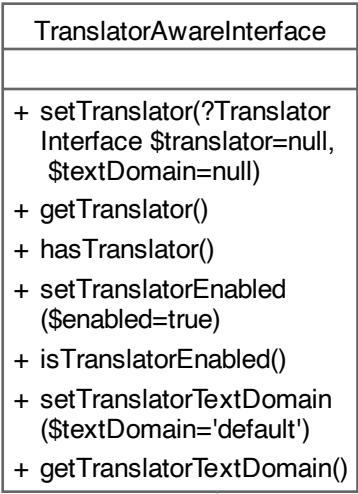 TranslatorAwareInterface
+ setTranslator(?Translator
Interface $translator=null,
$textDomain=null)
+ getTranslator()
+ hasTranslator()
+ setTranslatorEnabled
($enabled=true)
+ isTranslatorEnabled()
+ setTranslatorTextDomain
($textDomain='default')
+ getTranslatorTextDomain()